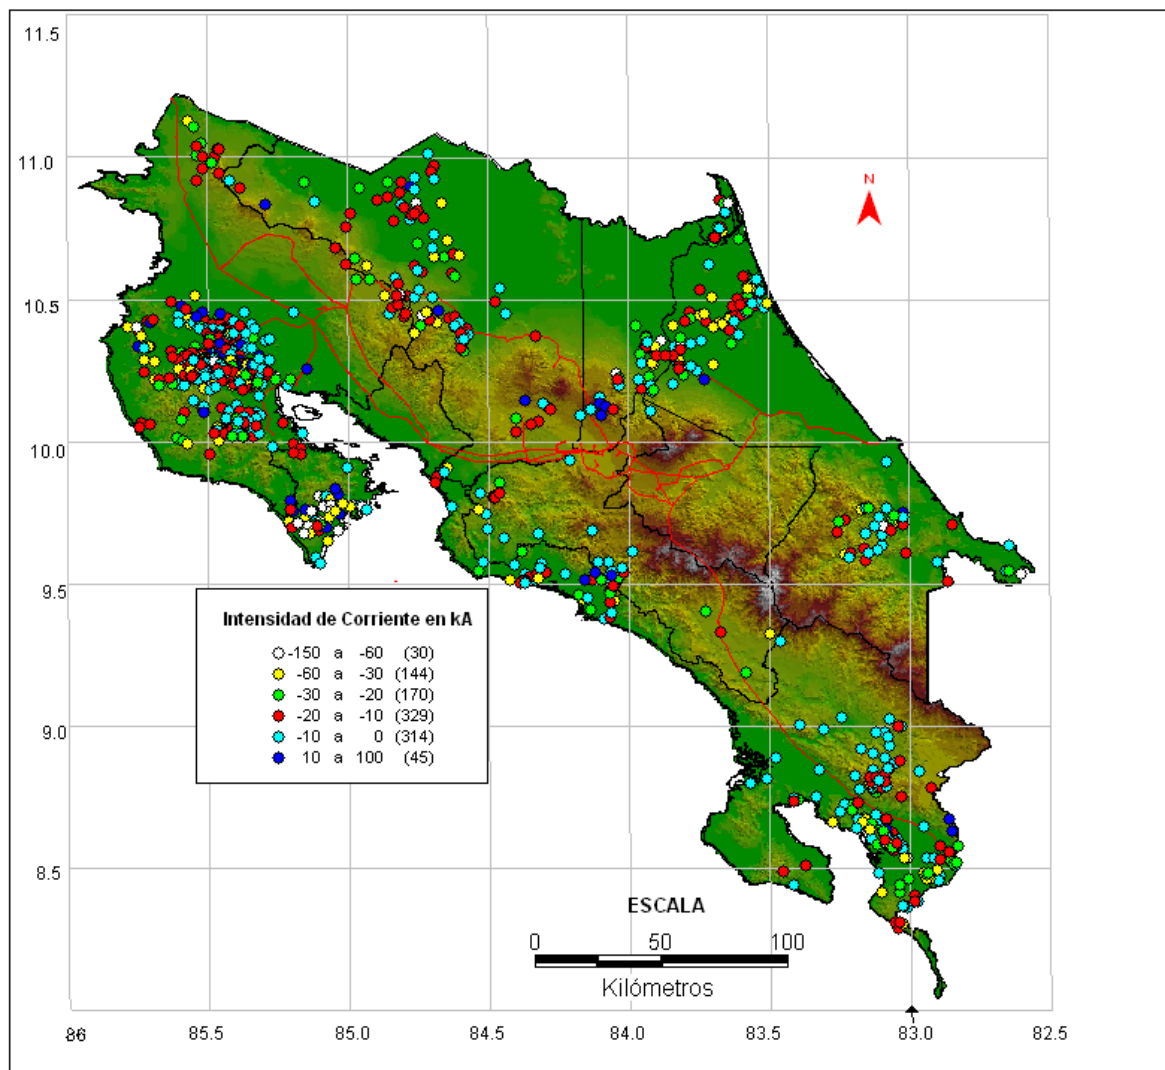 11.5
11.0
N
10.5
10.0
9.5
Intensidad de Corriente en kA
-150 a -60 (30)
-60 a -30 (144)
-30 a -20 (170)
-20 a -10 (329)
-10 a 0 (314)
10 a 100 (45)
9.0
8.5
ESCALA
0 50 100
Kilómetros
86 85.5 85.0 84.5 84.0 83.5 83.0 82.5